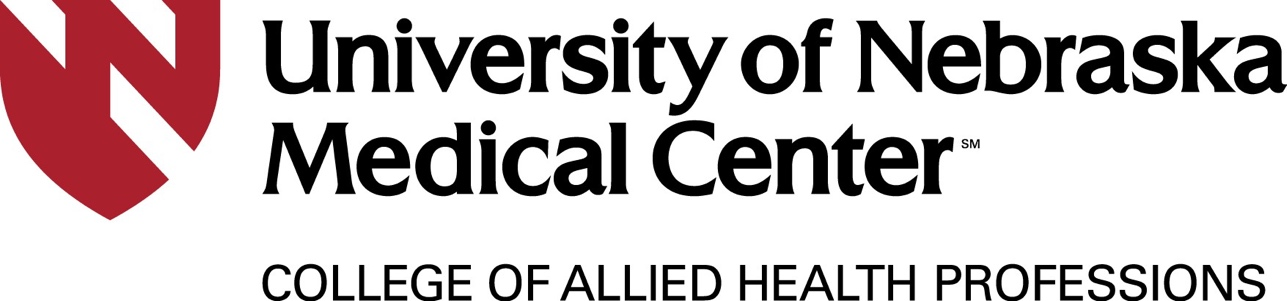 University of Nebraska
Medical Center℠
COLLEGE OF ALLIED HEALTH PROFESSIONS